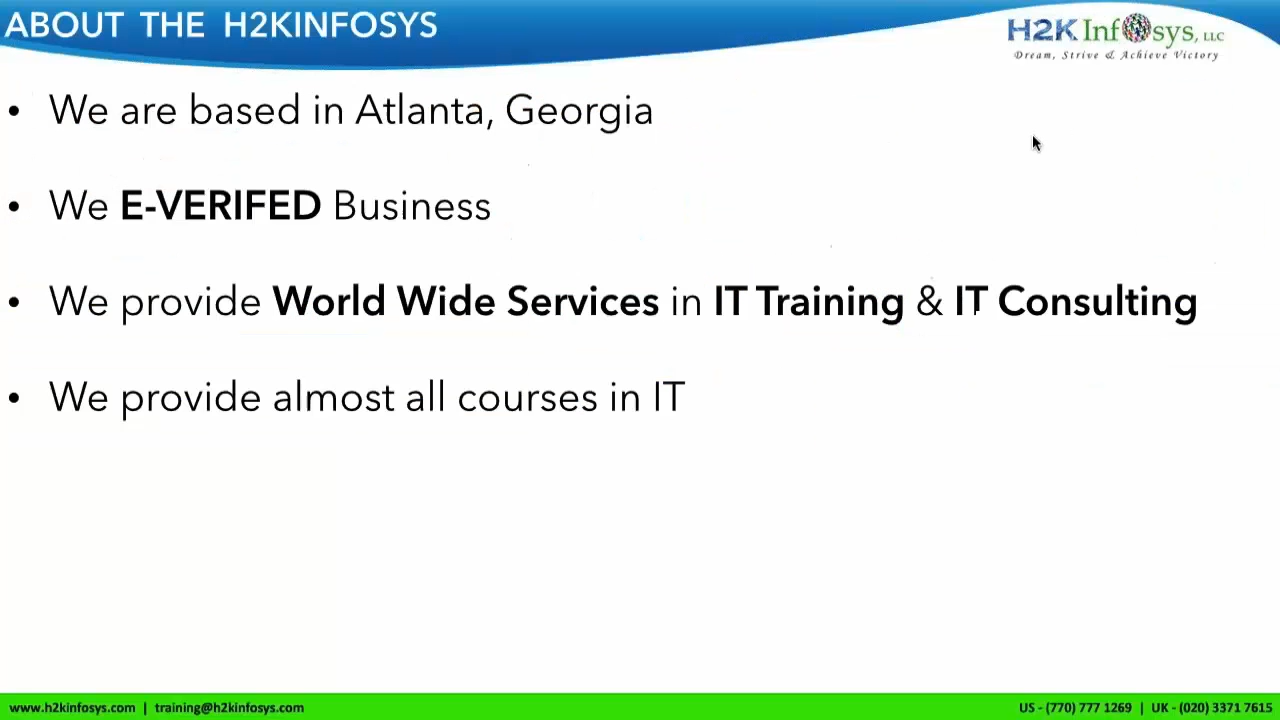 ABOUT THE H2KINFOSYS
H2K Infosys, LLC
Dream, Strive & Achieve Victory
• We are based in Atlanta, Georgia
• We E-VERIFED Business
• We provide World Wide Services in IT Training & IT Consulting
• We provide almost all courses in IT
www.h2kinfosys.com | training@h2kinfosys.com
US - (770) 777 1269 | UK - (020) 3371 7615